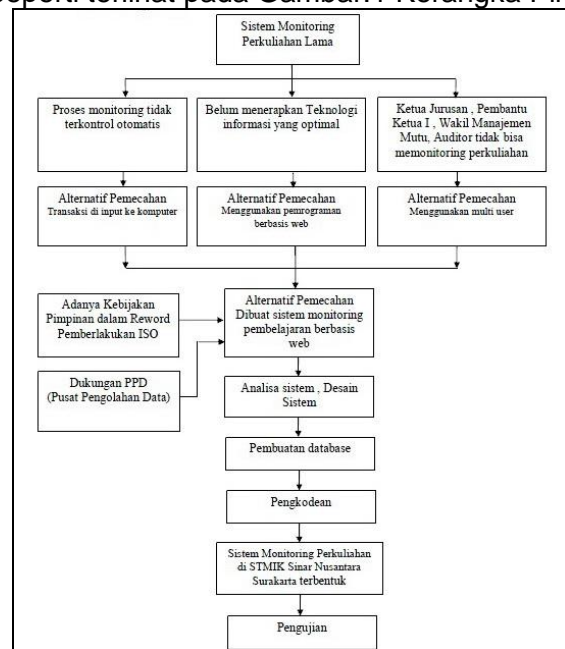 seperti terlihat pada Gambar
Sistem Monitoring
Perkuliahan Lama
Proses monitoring tidak
terkontrol otomatis
Belum menerapkan Teknologi
informasi yang optimal
Ketua Jurusan , Pembantu
Ketua I , Wakil Manajemen
Mutu, Auditor tidak bisa
memonitoring perkuliahan
Alternatif Pemecahan
Transaksi di input ke komputer
Alternatif Pemecahan
Menggunakan pemrograman
berbasis web
Alternatif Pemecahan
Menggunakan multi user
Adanya Kebijakan
Pimpinan dalam Reword
Pemberlakukan ISO
Alternatif Pemecahan
Dibuat sistem monitoring
pembelajaran berbasis
web
Dukungan PPD
(Pusat Pengolahan Data)
Analisa sistem , Desain
Sistem
Pembuatan database
Pengkodean
Sistem Monitoring Perkuliahan
di STMIK Sinar Nusantara
Surakarta terbentuk
Pengujian